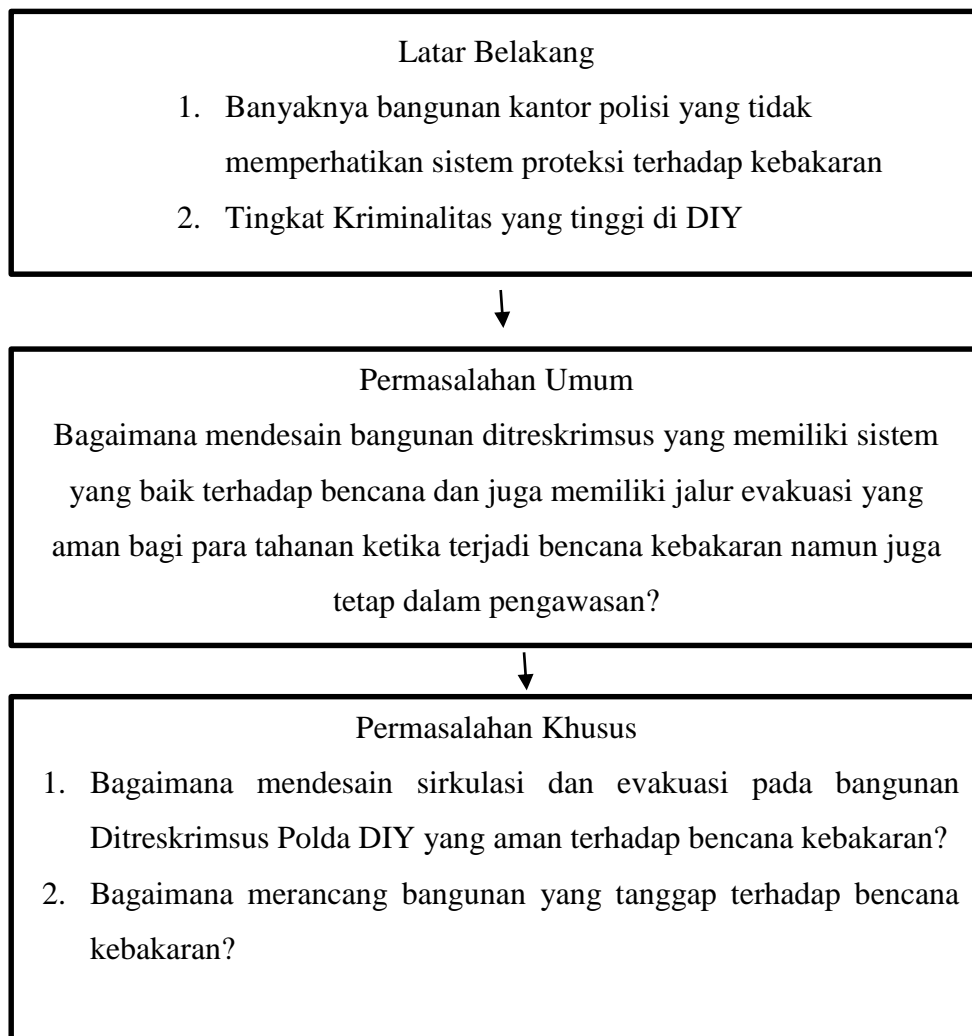 Latar Belakang
1. Banyaknya bangunan kantor polisi yang tidak
memperhatikan sistem proteksi terhadap kebakaran
2. Tingkat Kriminalitas yang tinggi di DIY
Permasalahan Umum
Bagaimana mendesain bangunan ditreskrimsus yang memiliki sistem
yang baik terhadap bencana dan juga memiliki jalur evakuasi yang
aman bagi para tahanan ketika terjadi bencana kebakaran namun juga
tetap dalam pengawasan?
Permasalahan Khusus
1. Bagaimana mendesain sirkulasi dan evakuasi pada bangunan
Ditreskrimsus Polda DIY yang aman terhadap bencana kebakaran?
2. Bagaimana merancang bangunan yang tanggap terhadap bencana
kebakaran?